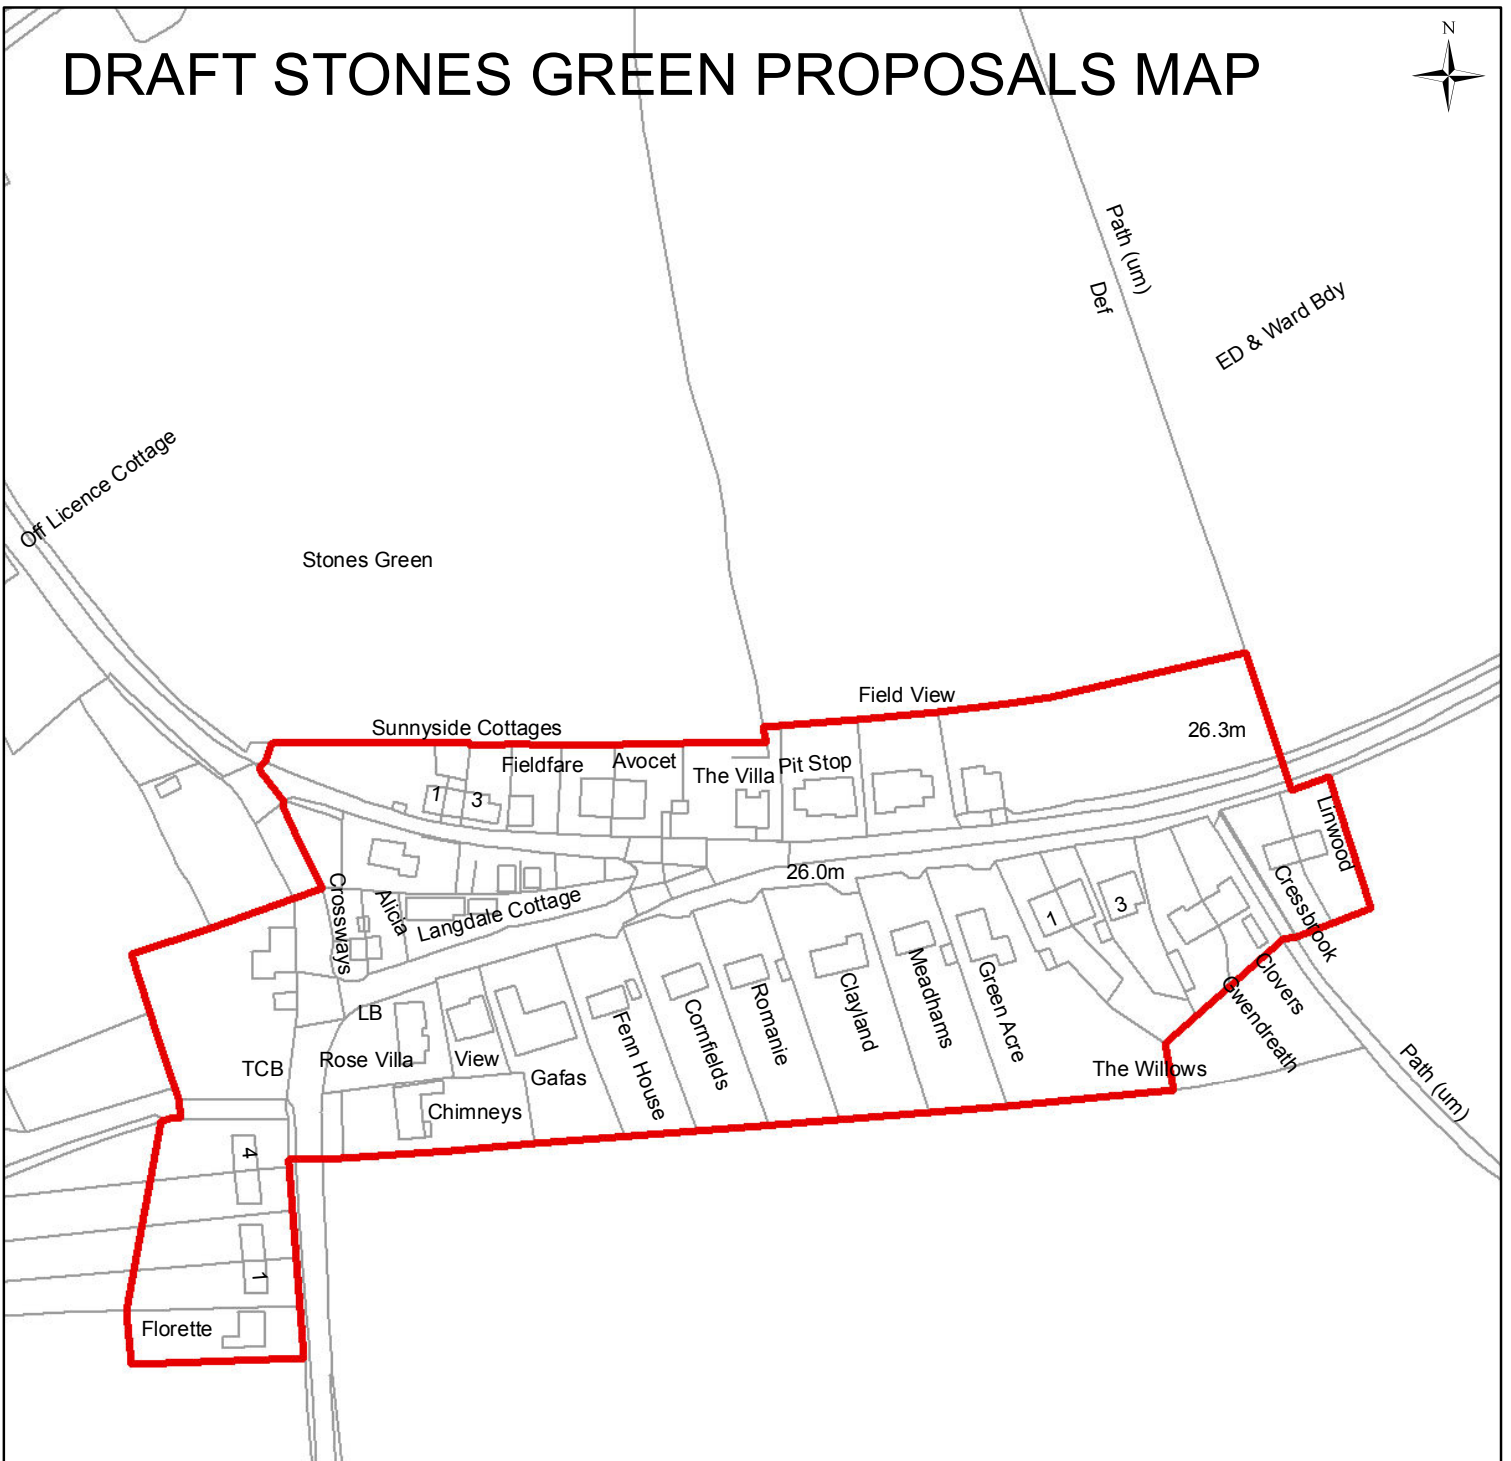 N
DRAFT STONES GREEN PROPOSALS MAP
Path (um)
Def
ED & Ward Bdy
Off Licence Cottage
Stones Green
Field View
Sunnyside Cottages
26.3m
Fieldfare
Avocet
The Villa
Pit Stop
1
3
Linwood
26.0m
Crossways
Alicia
Langdale Cottage
Cressbrook
1
3
Clovers
Gwendreath
LB
Rose Villa
View
Gafas
Fenn House
Cornfields
Romanie
Clayland
Meadhams
Green Acre
The Willows
Path (um)
TCB
Chimneys
4
1
Florette